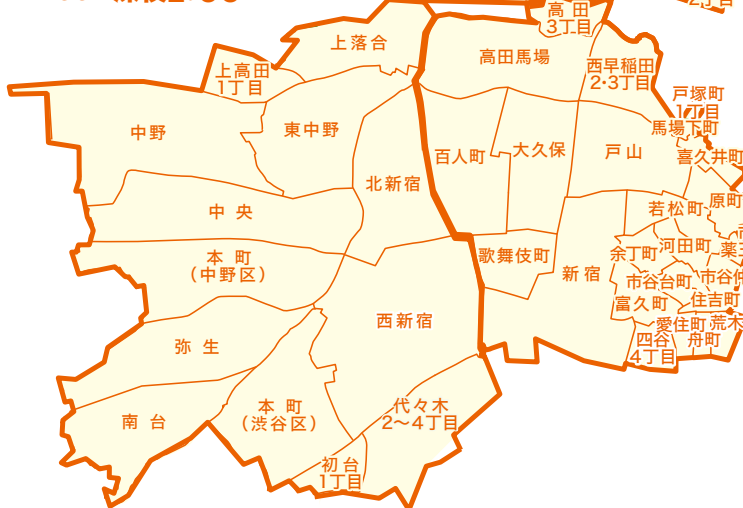 2丁目
高田
3丁目
上落合
高田馬場
上高田
1丁目
西早稲田
2・3丁目
戸塚町
1丁目
中野
東中野
馬場下町
百人町
大久保
戸山
喜久井町
北新宿
中央
若松町
原町
本町
(中野区)
歌舞伎町
新宿
余丁町
河田町
市谷台町
市谷仲
富久町
住吉町
西新宿
愛住町
荒木
弥生
四谷
4丁目
舟町
南台
本町
(渋谷区)
代々木
2〜4丁目
初台
1丁目